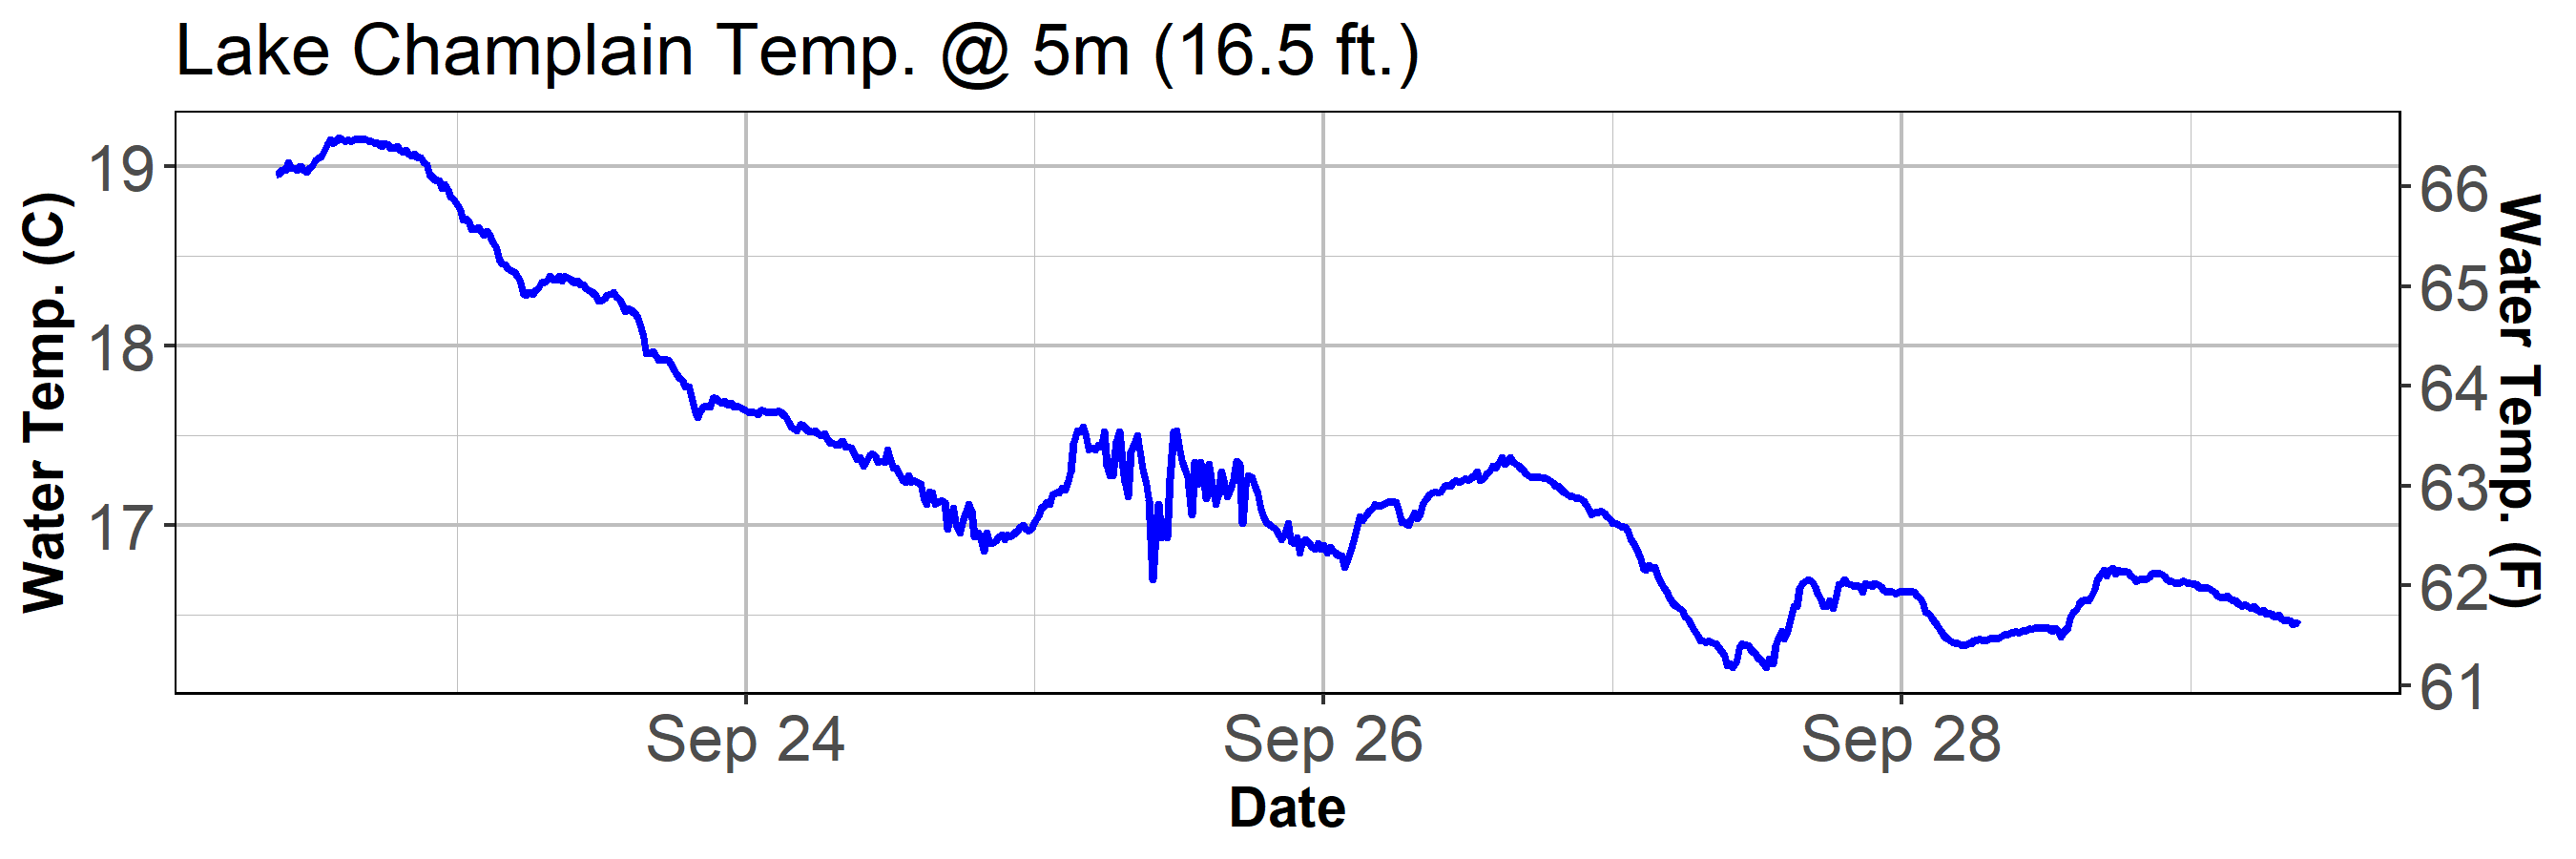 Lake Champlain Temp. @ 5m (16.5 ft.)
Water Temp. (C)
19
18
17
66
65
64
63
62
61
Water Temp. (F)
Sep 24
Sep 26
Sep 28
Date